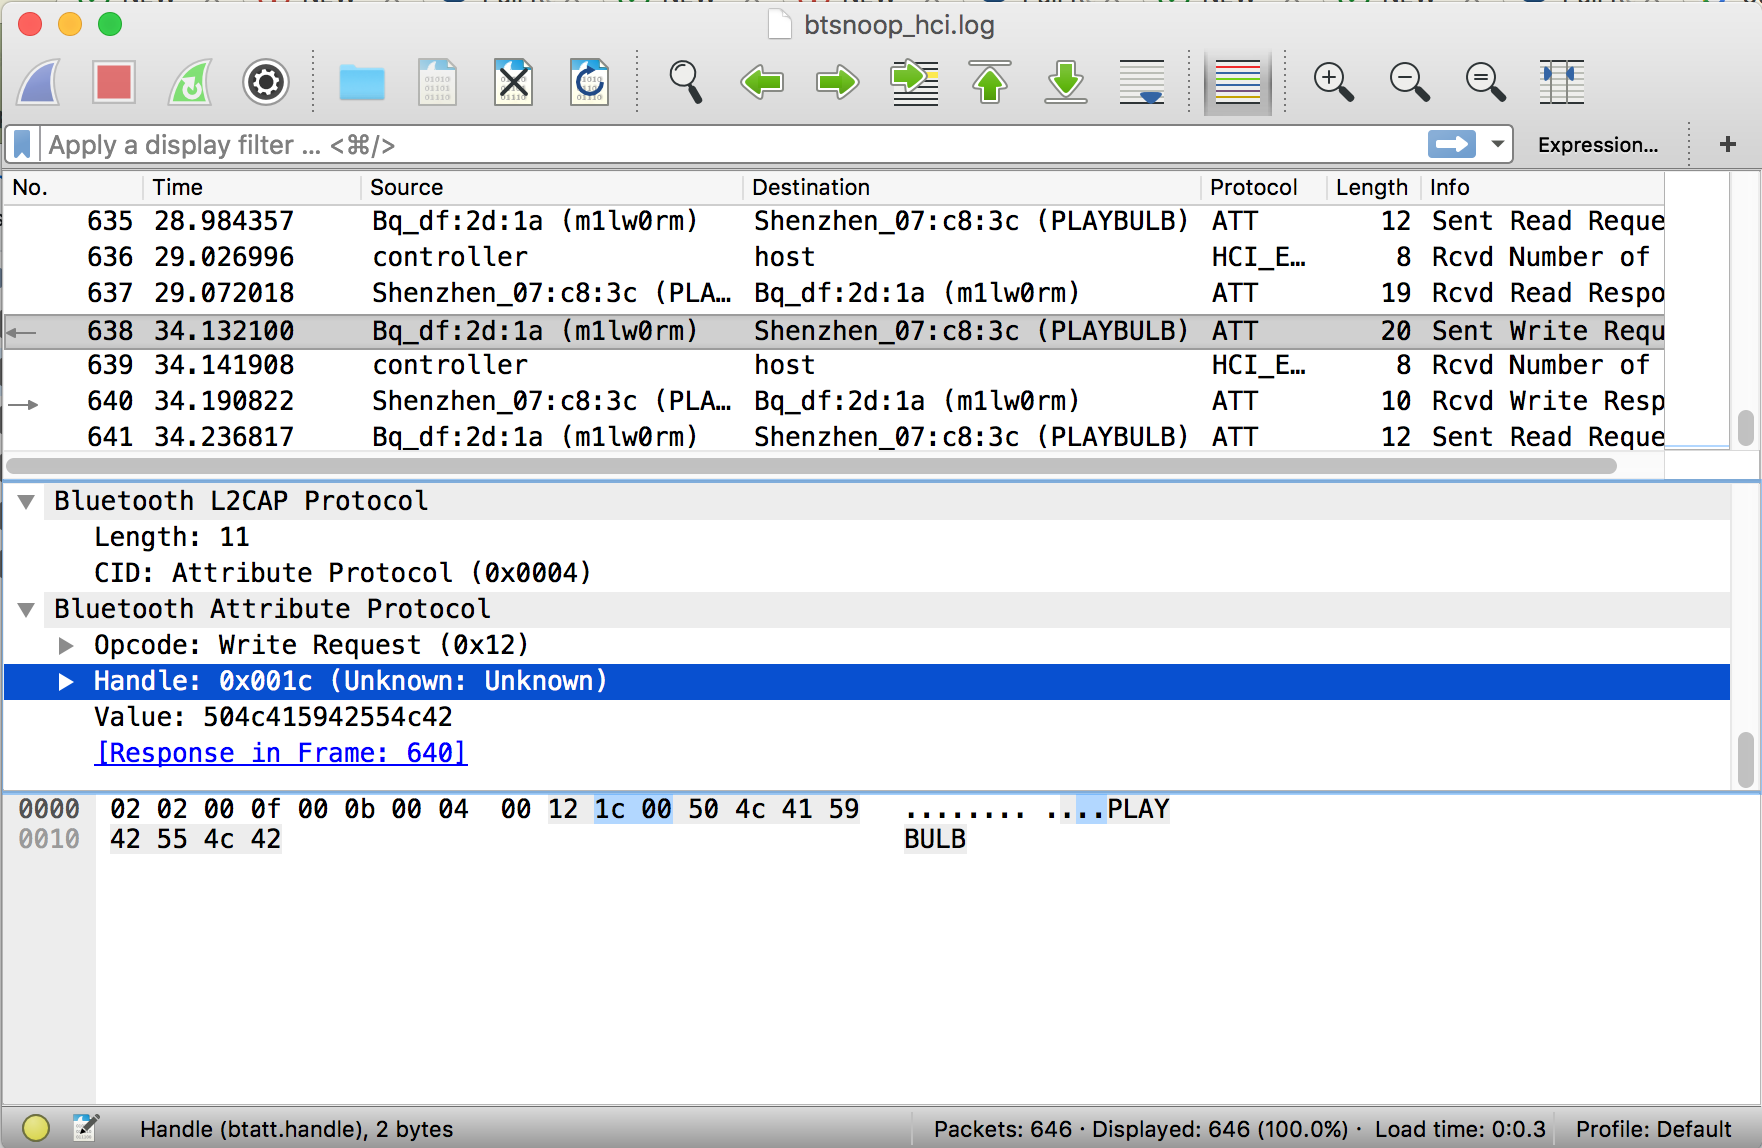 btsnoop_hci.log
Apply a display filter ... <⌘/>
Expression...
+
No. Time Source Destination Protocol Length Info
635 28.984357 Bq_df:2d:1a (m1lw0rm) Shenzhen_07:c8:3c (PLAYBULB) ATT 12 Sent Read Reque
636 29.026996 controller host HCI_E… 8 Rcvd Number of
637 29.072018 Shenzhen_07:c8:3c (PLA… Bq_df:2d:1a (m1lw0rm) ATT 19 Rcvd Read Respo
638 34.132100 Bq_df:2d:1a (m1lw0rm) Shenzhen_07:c8:3c (PLAYBULB) ATT 20 Sent Write Requ
639 34.141908 controller host HCI_E… 8 Rcvd Number of
640 34.190822 Shenzhen_07:c8:3c (PLA… Bq_df:2d:1a (m1lw0rm) ATT 10 Rcvd Write Resp
641 34.236817 Bq_df:2d:1a (m1lw0rm) Shenzhen_07:c8:3c (PLAYBULB) ATT 12 Sent Read Reque
Bluetooth L2CAP Protocol
Length: 11
CID: Attribute Protocol (0x0004)
Bluetooth Attribute Protocol
Opcode: Write Request (0x12)
Handle: 0x001c (Unknown: Unknown)
Value: 504c415942554c42
[Response in Frame: 640]
0000 02 02 00 0f 00 0b 00 04 00 12 1c 00 50 4c 41 59 ........ ....PLAY
0010 42 55 4c 42 BULB
Handle (btatt.handle), 2 bytes
Packets: 646 · Displayed: 646 (100.0%) · Load time: 0:0.3
Profile: Default